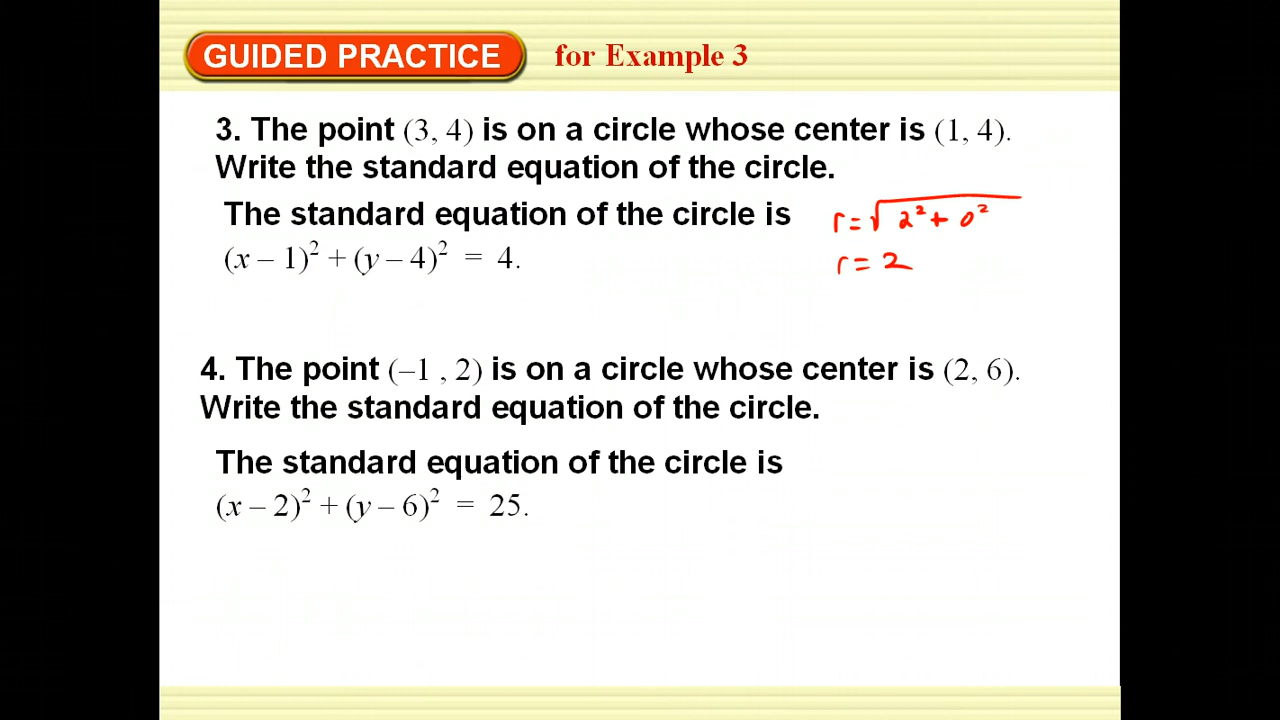 GUIDED PRACTICE for Example 3
3. The point (3, 4) is on a circle whose center is (1, 4).
Write the standard equation of the circle.
The standard equation of the circle is
(x – 1)² + (y – 4)² = 4.
r = √2² + 0²
r = 2
4. The point (–1 , 2) is on a circle whose center is (2, 6).
Write the standard equation of the circle.
The standard equation of the circle is
(x – 2)² + (y – 6)² = 25.